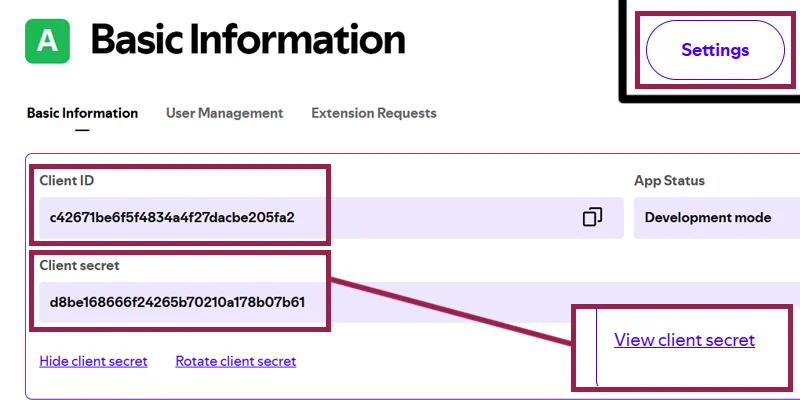 A
Basic Information
Settings
Basic Information User Management Extension Requests
Client ID App Status
c42671be6f5f4834a4f27dacbe205fa2 Development mode
Client secret
d8be168666f24265b70210a178b07b61
View client secret
Hide client secret Rotate client secret